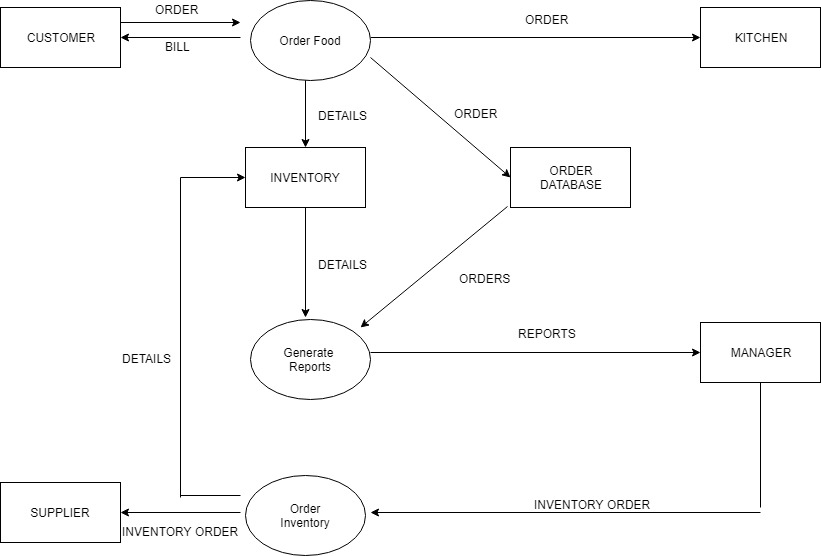 ORDER
ORDER
CUSTOMER
Order Food
KITCHEN
BILL
DETAILS
ORDER
INVENTORY
ORDER
DATABASE
DETAILS
ORDERS
REPORTS
Generate
Reports
MANAGER
DETAILS
INVENTORY ORDER
SUPPLIER
Order
Inventory
INVENTORY ORDER